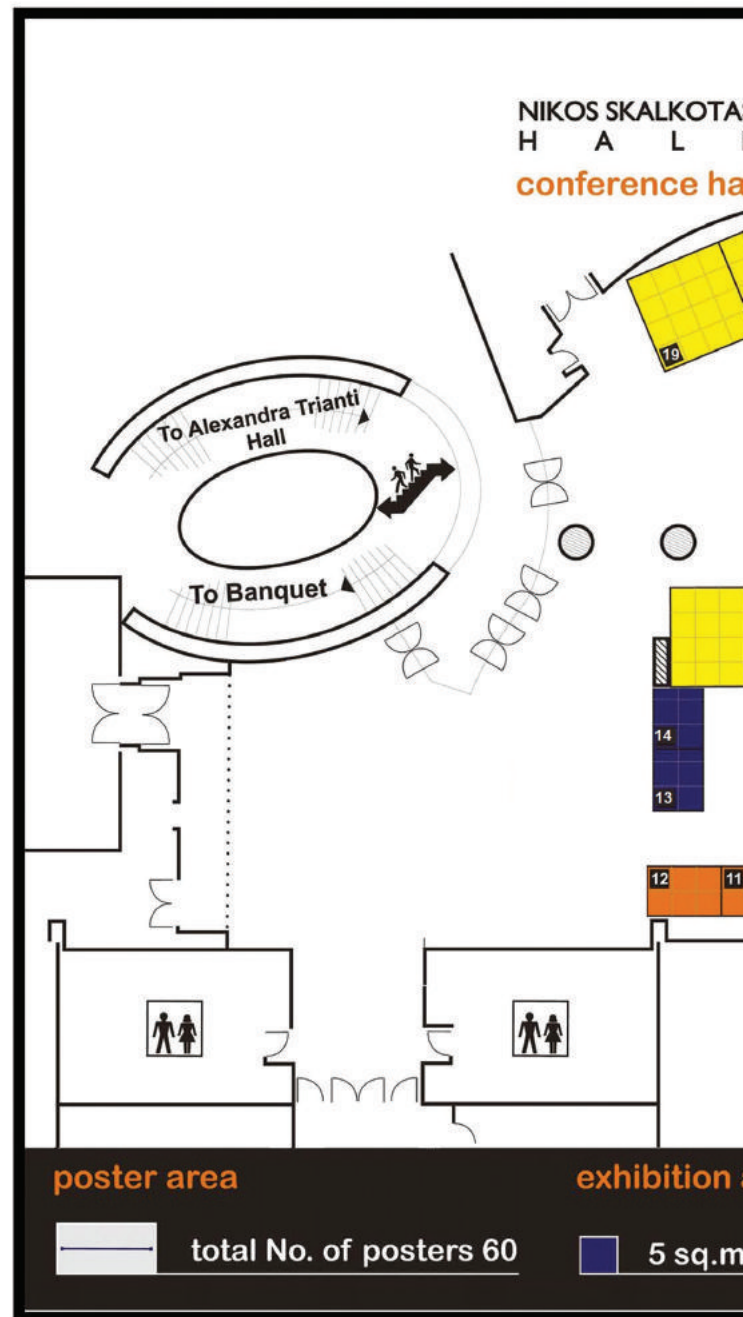 NIKOS SKALKOTAS
H A L L
conference ha
19
To Alexandra Trianti
Hall
To Banquet
14
13
12 11
poster area
exhibition a
total No. of posters 60
5 sq.m